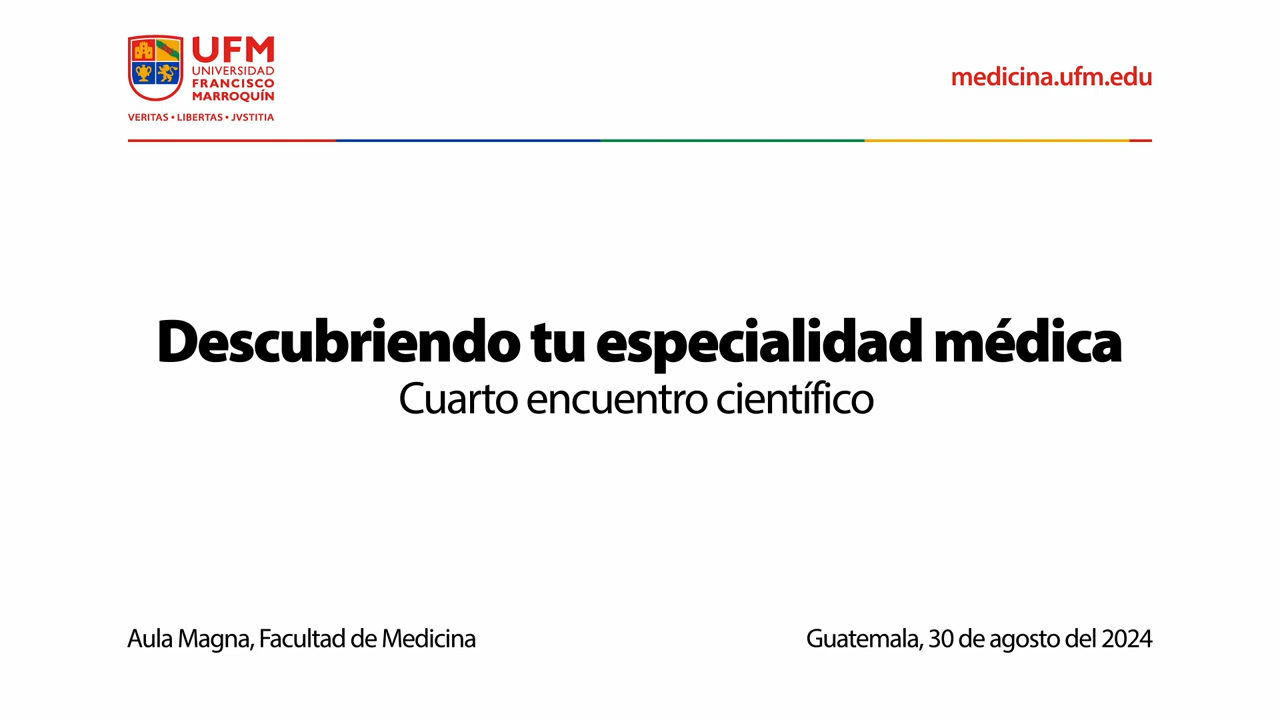 UFM
UNIVERSIDAD
FRANCISCO
MARROQUÍN
VERITAS • LIBERTAS • JVSTITIA
medicina.ufm.edu
Descubriendo tu especialidad médica
Cuarto encuentro científico
Aula Magna, Facultad de Medicina
Guatemala, 30 de agosto del 2024